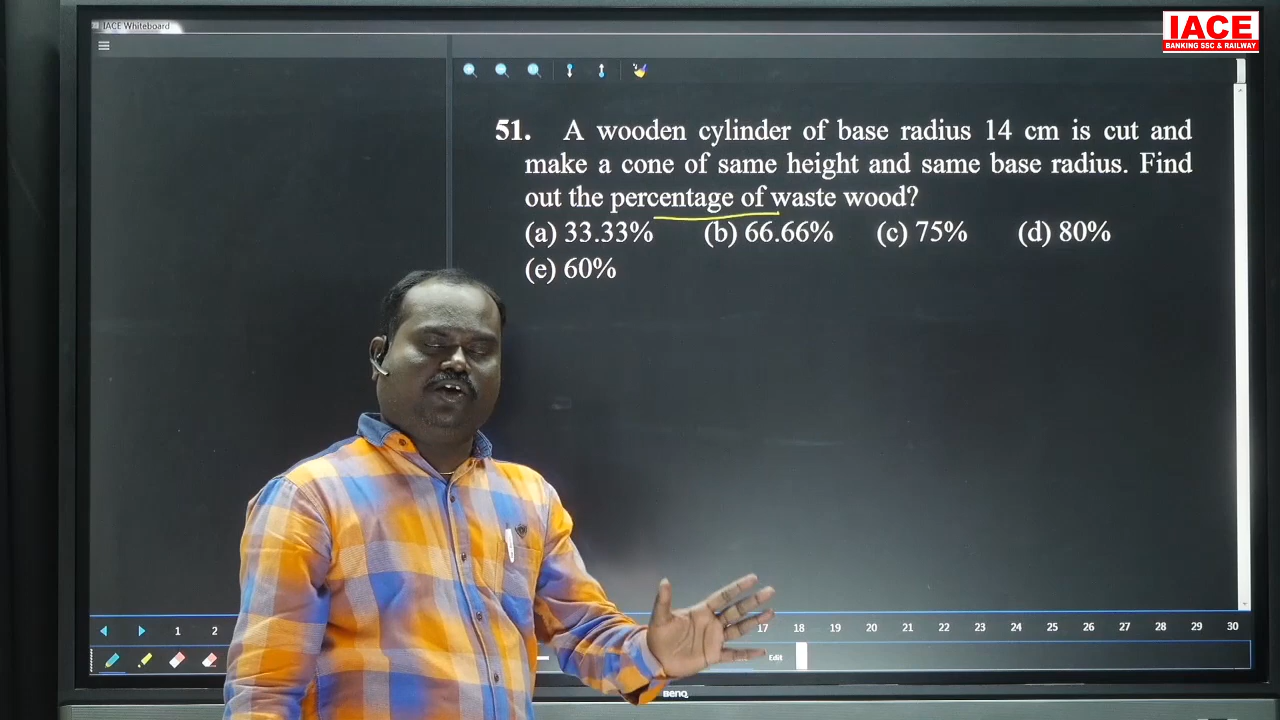 IACE Whiteboard
IACE
BANKING SSC & RAILWAY
51. A wooden cylinder of base radius 14 cm is cut and
make a cone of same height and same base radius. Find
out the percentage of waste wood?
(a) 33.33% (b) 66.66% (c) 75% (d) 80%
(e) 60%
1 2 17 18 19 20 21 22 23 24 25 26 27 28 29 30
Edit
BenQ